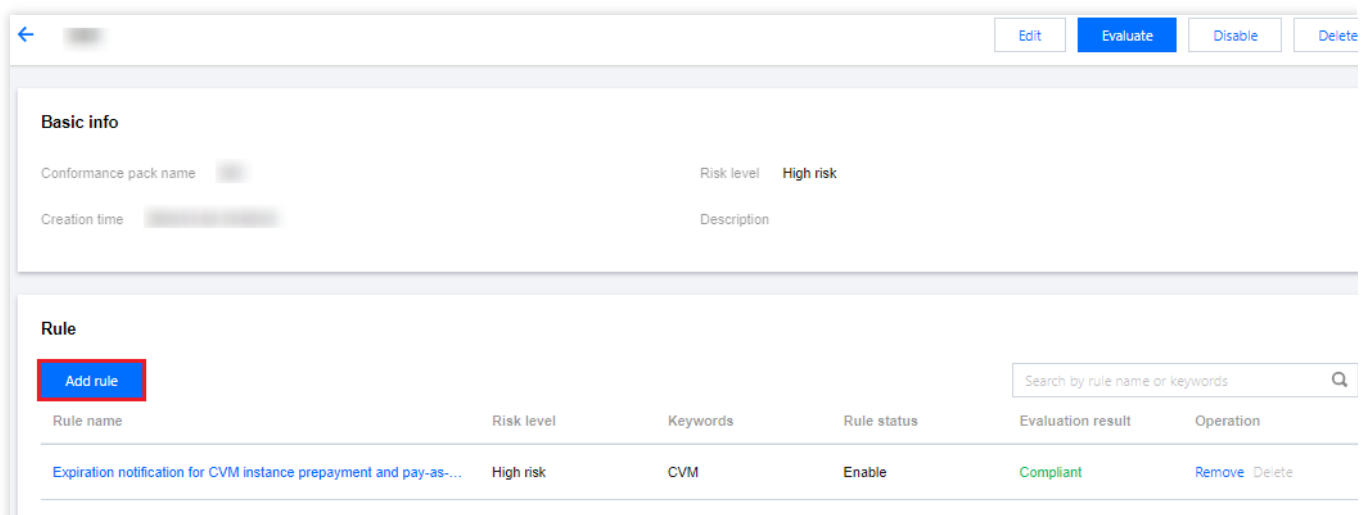 Edit Evaluate Disable Delete
Basic info
Conformance pack name Risk level High risk
Creation time Description
Rule
Add rule Search by rule name or keywords
Rule name Risk level Keywords Rule status Evaluation result Operation
Expiration notification for CVM instance prepayment and pay-as-... High risk CVM Enable Compliant Remove Delete